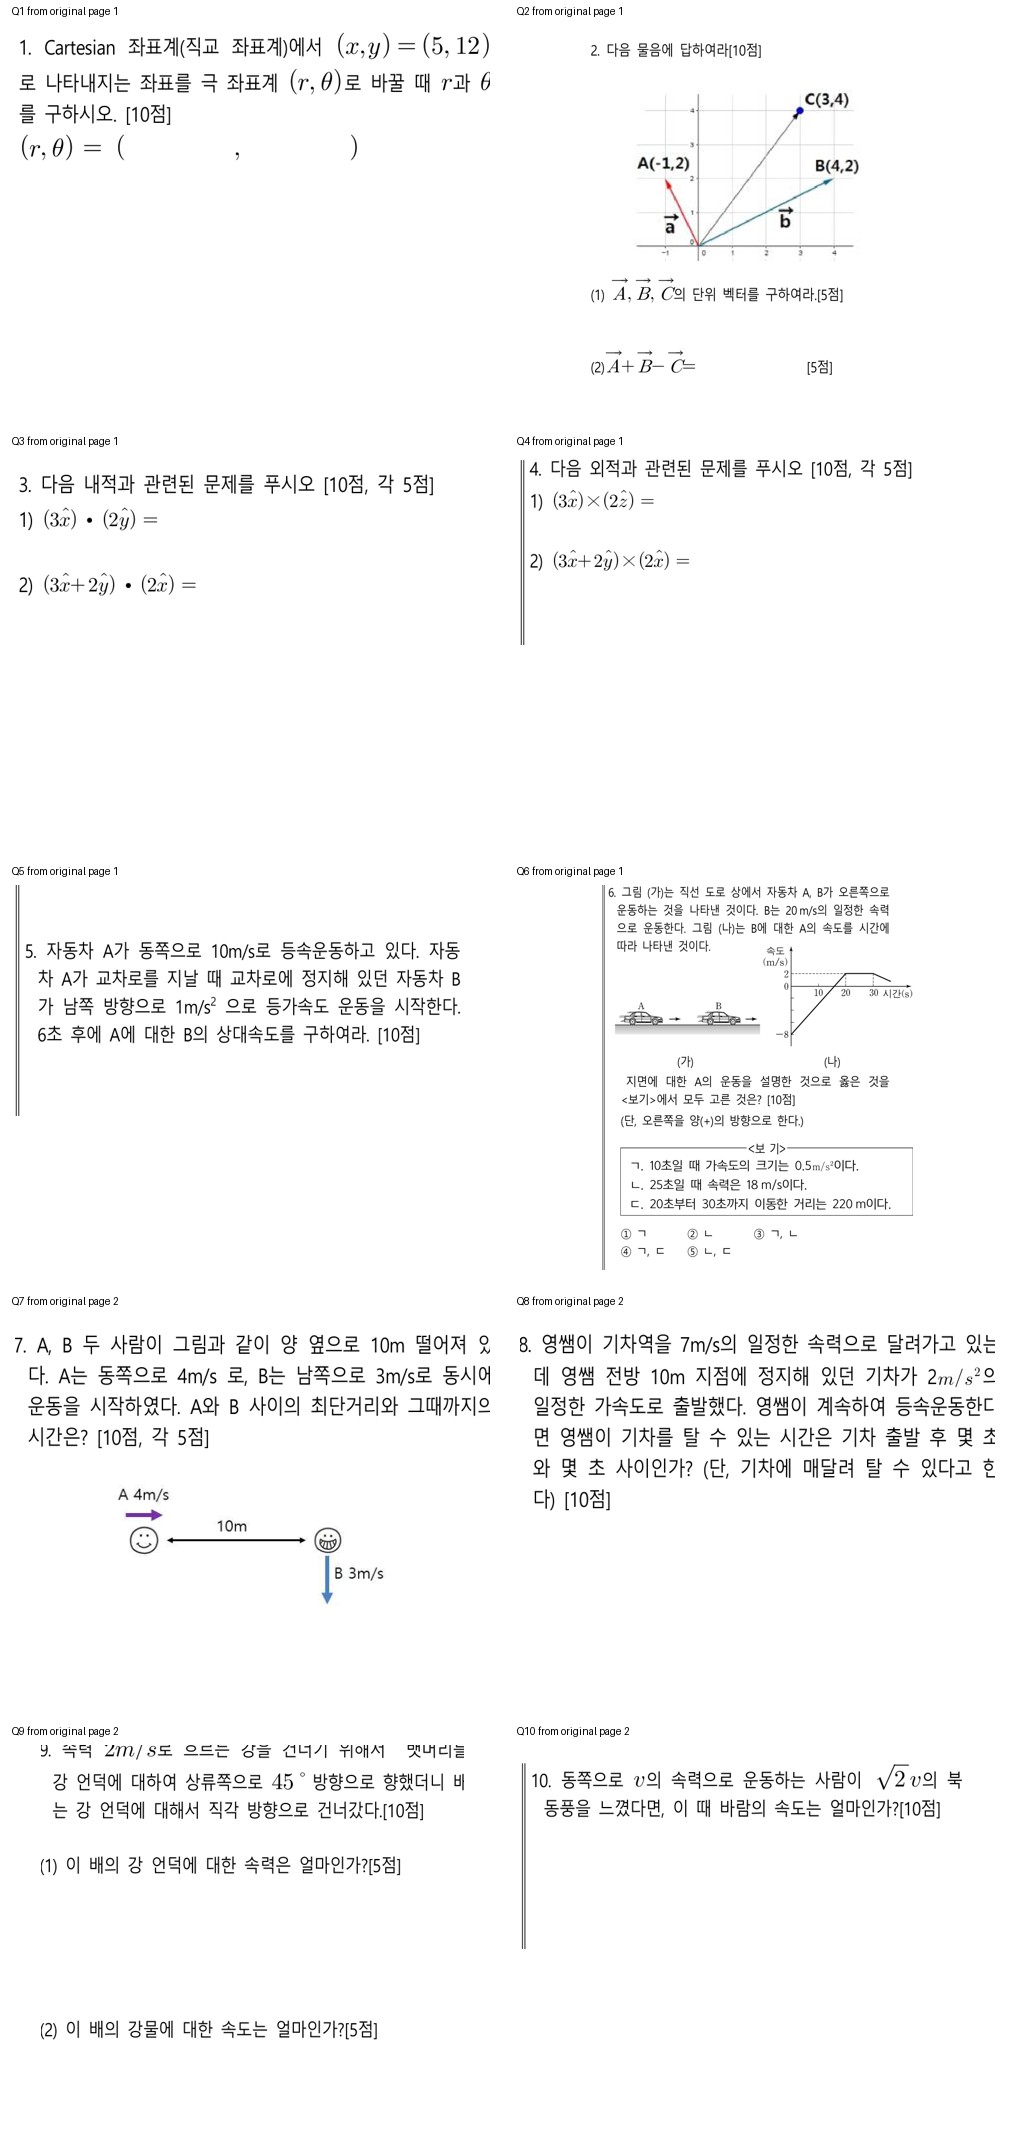 Q1 from original page 1
1. Cartesian 좌표계(직교 좌표계)에서 (x,y)=(5, 12)
로 나타내지는 좌표를 극 좌표계 (r, θ)로 바꿀 때 r과 θ
를 구하시오. [10점]
(r, θ) = ( , )
Q2 from original page 1
2. 다음 물음에 답하여라[10점]
C(3,4)
A(-1,2)
B(4,2)
a
b
4
3
2
1
0
-1 0 1 2 3 4
(1) A, B, C의 단위 벡터를 구하여라.[5점]
(2) A+B-C= [5점]
Q3 from original page 1
3. 다음 내적과 관련된 문제를 푸시오 [10점, 각 5점]
1) (3x̂)•(2ŷ) =
2) (3x̂+2ŷ)•(2x̂) =
Q4 from original page 1
4. 다음 외적과 관련된 문제를 푸시오 [10점, 각 5점]
1) (3x̂)×(2ẑ) =
2) (3x̂+2ŷ)×(2x̂) =
Q5 from original page 1
5. 자동차 A가 동쪽으로 10m/s로 등속운동하고 있다. 자동
차 A가 교차로를 지날 때 교차로에 정지해 있던 자동차 B
가 남쪽 방향으로 1m/s² 으로 등가속도 운동을 시작한다.
6초 후에 A에 대한 B의 상대속도를 구하여라. [10점]
Q6 from original page 1
6. 그림 (가)는 직선 도로 상에서 자동차 A, B가 오른쪽으로
운동하는 것을 나타낸 것이다. B는 20m/s의 일정한 속력
으로 운동한다. 그림 (나)는 B에 대한 A의 속도를 시간에
따라 나타낸 것이다.
속도
(m/s)
2
0
10 20 30 시간(s)
-8
A B
(가) (나)
지면에 대한 A의 운동을 설명한 것으로 옳은 것을
<보기>에서 모두 고른 것은? [10점]
(단, 오른쪽을 양(+)의 방향으로 한다.)
<보 기>
ㄱ. 10초일 때 가속도의 크기는 0.5m/s²이다.
ㄴ. 25초일 때 속력은 18m/s이다.
ㄷ. 20초부터 30초까지 이동한 거리는 220m이다.
① ㄱ ② ㄴ ③ ㄱ, ㄴ
④ ㄱ, ㄷ ⑤ ㄴ, ㄷ
Q7 from original page 2
7. A, B 두 사람이 그림과 같이 양 옆으로 10m 떨어져 있
다. A는 동쪽으로 4m/s 로, B는 남쪽으로 3m/s로 동시에
운동을 시작하였다. A와 B 사이의 최단거리와 그때까지의
시간은? [10점, 각 5점]
A 4m/s
10m
B 3m/s
Q8 from original page 2
8. 영쌤이 기차역을 7m/s의 일정한 속력으로 달려가고 있는
데 영쌤 전방 10m 지점에 정지해 있던 기차가 2m/s²의
일정한 가속도로 출발했다. 영쌤이 계속하여 등속운동한다
면 영쌤이 기차를 탈 수 있는 시간은 기차 출발 후 몇 초
와 몇 초 사이인가? (단, 기차에 매달려 탈 수 있다고 한
다) [10점]
Q9 from original page 2
9. 속력 2m/s로 흐르는 강을 건너기 위해서 뱃머리를
강 언덕에 대하여 상류쪽으로 45° 방향으로 향했더니 배
는 강 언덕에 대해서 직각 방향으로 건너갔다.[10점]
(1) 이 배의 강 언덕에 대한 속력은 얼마인가?[5점]
(2) 이 배의 강물에 대한 속도는 얼마인가?[5점]
Q10 from original page 2
10. 동쪽으로 v의 속력으로 운동하는 사람이 √2v의 북
동풍을 느꼈다면, 이 때 바람의 속도는 얼마인가?[10점]